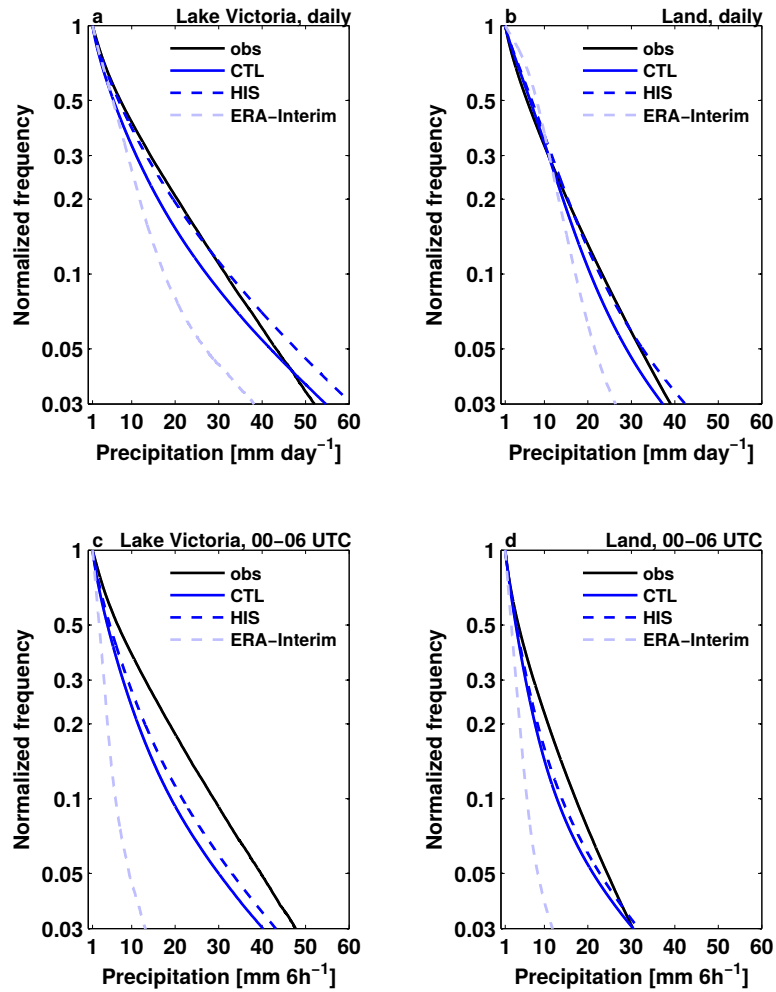 a Lake Victoria, daily
obs
CTL
HIS
ERA−Interim
1
0.5
0.3
0.2
0.1
0.05
0.03
Normalized frequency
1 10 20 30 40 50 60
Precipitation [mm day⁻¹]
b Land, daily
obs
CTL
HIS
ERA−Interim
1
0.5
0.3
0.2
0.1
0.05
0.03
Normalized frequency
1 10 20 30 40 50 60
Precipitation [mm day⁻¹]
c Lake Victoria, 00−06 UTC
obs
CTL
HIS
ERA−Interim
1
0.5
0.3
0.2
0.1
0.05
0.03
Normalized frequency
1 10 20 30 40 50 60
Precipitation [mm 6h⁻¹]
d Land, 00−06 UTC
obs
CTL
HIS
ERA−Interim
1
0.5
0.3
0.2
0.1
0.05
0.03
Normalized frequency
1 10 20 30 40 50 60
Precipitation [mm 6h⁻¹]